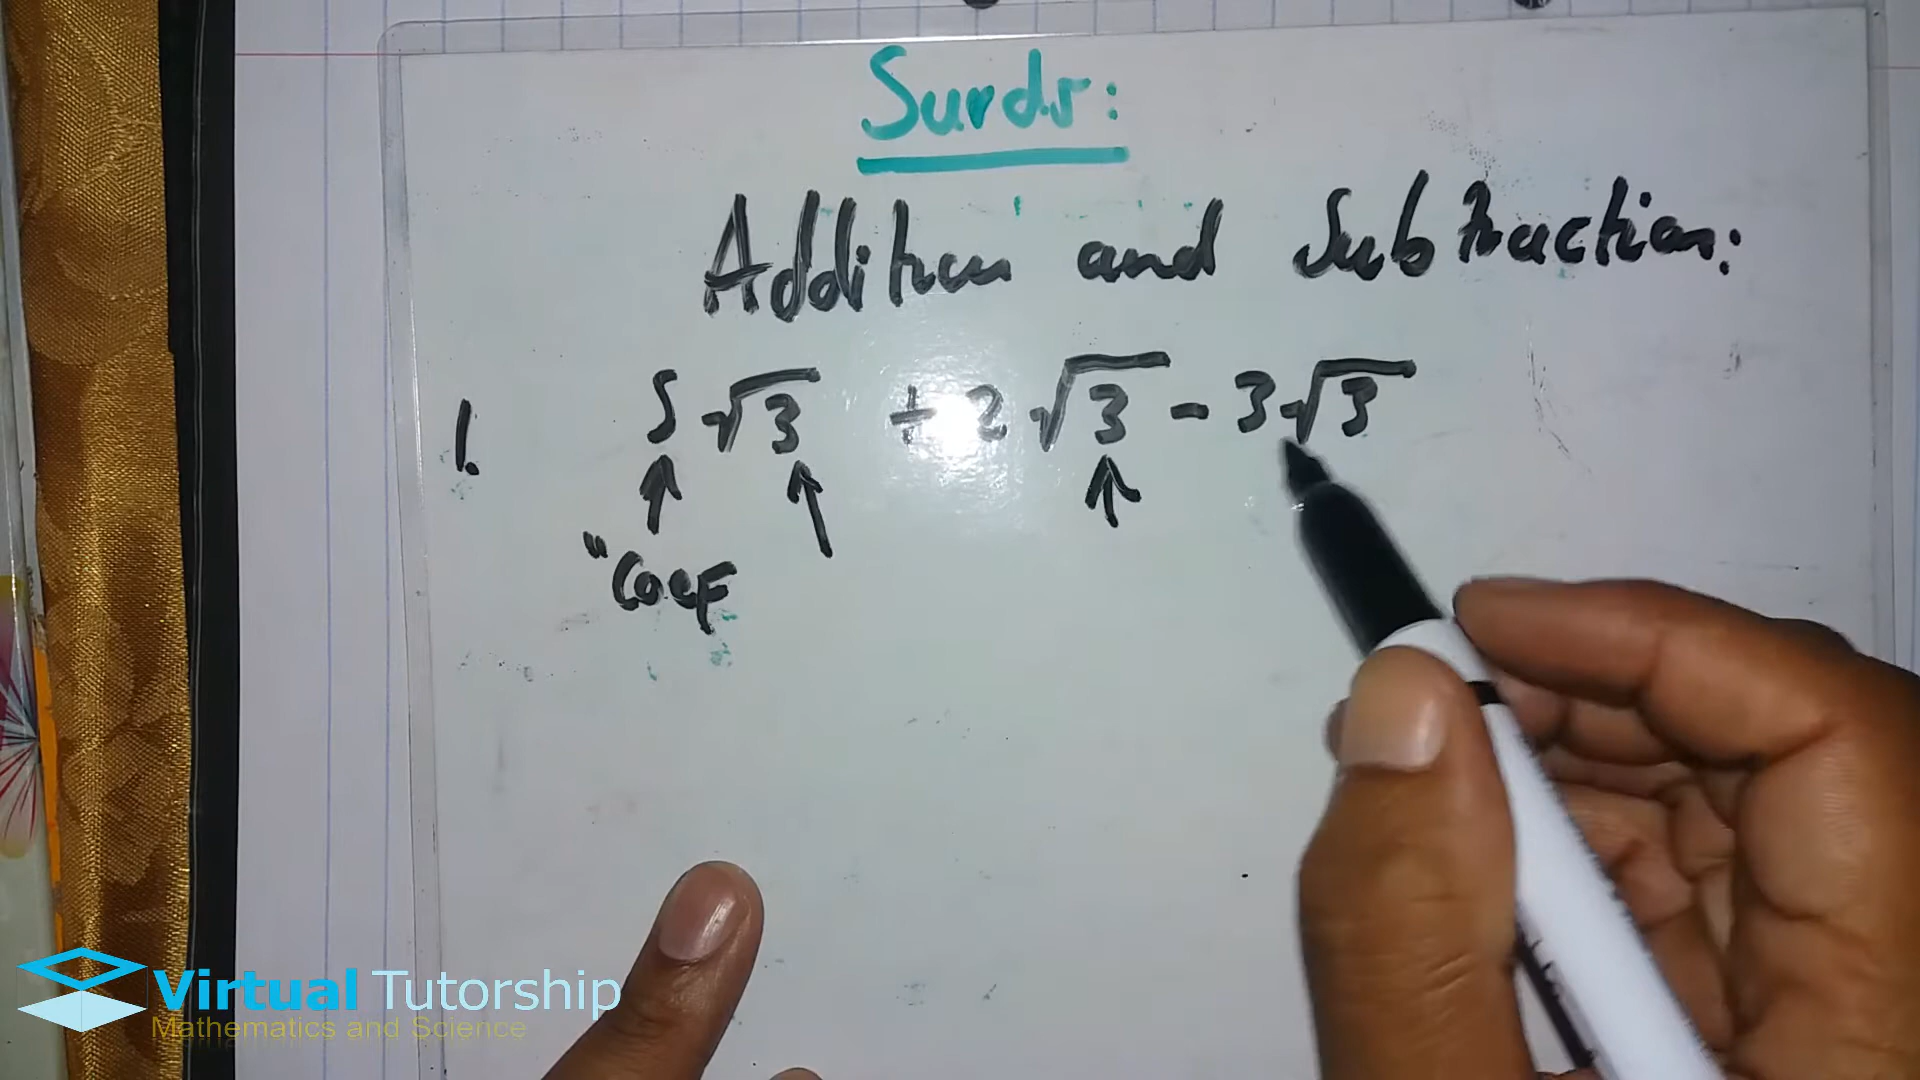 Surds:
Addition and Subtraction:
1. 5√3 + 2√3 - 3√3
"Coef
Virtual Tutorship
Mathematics and Science